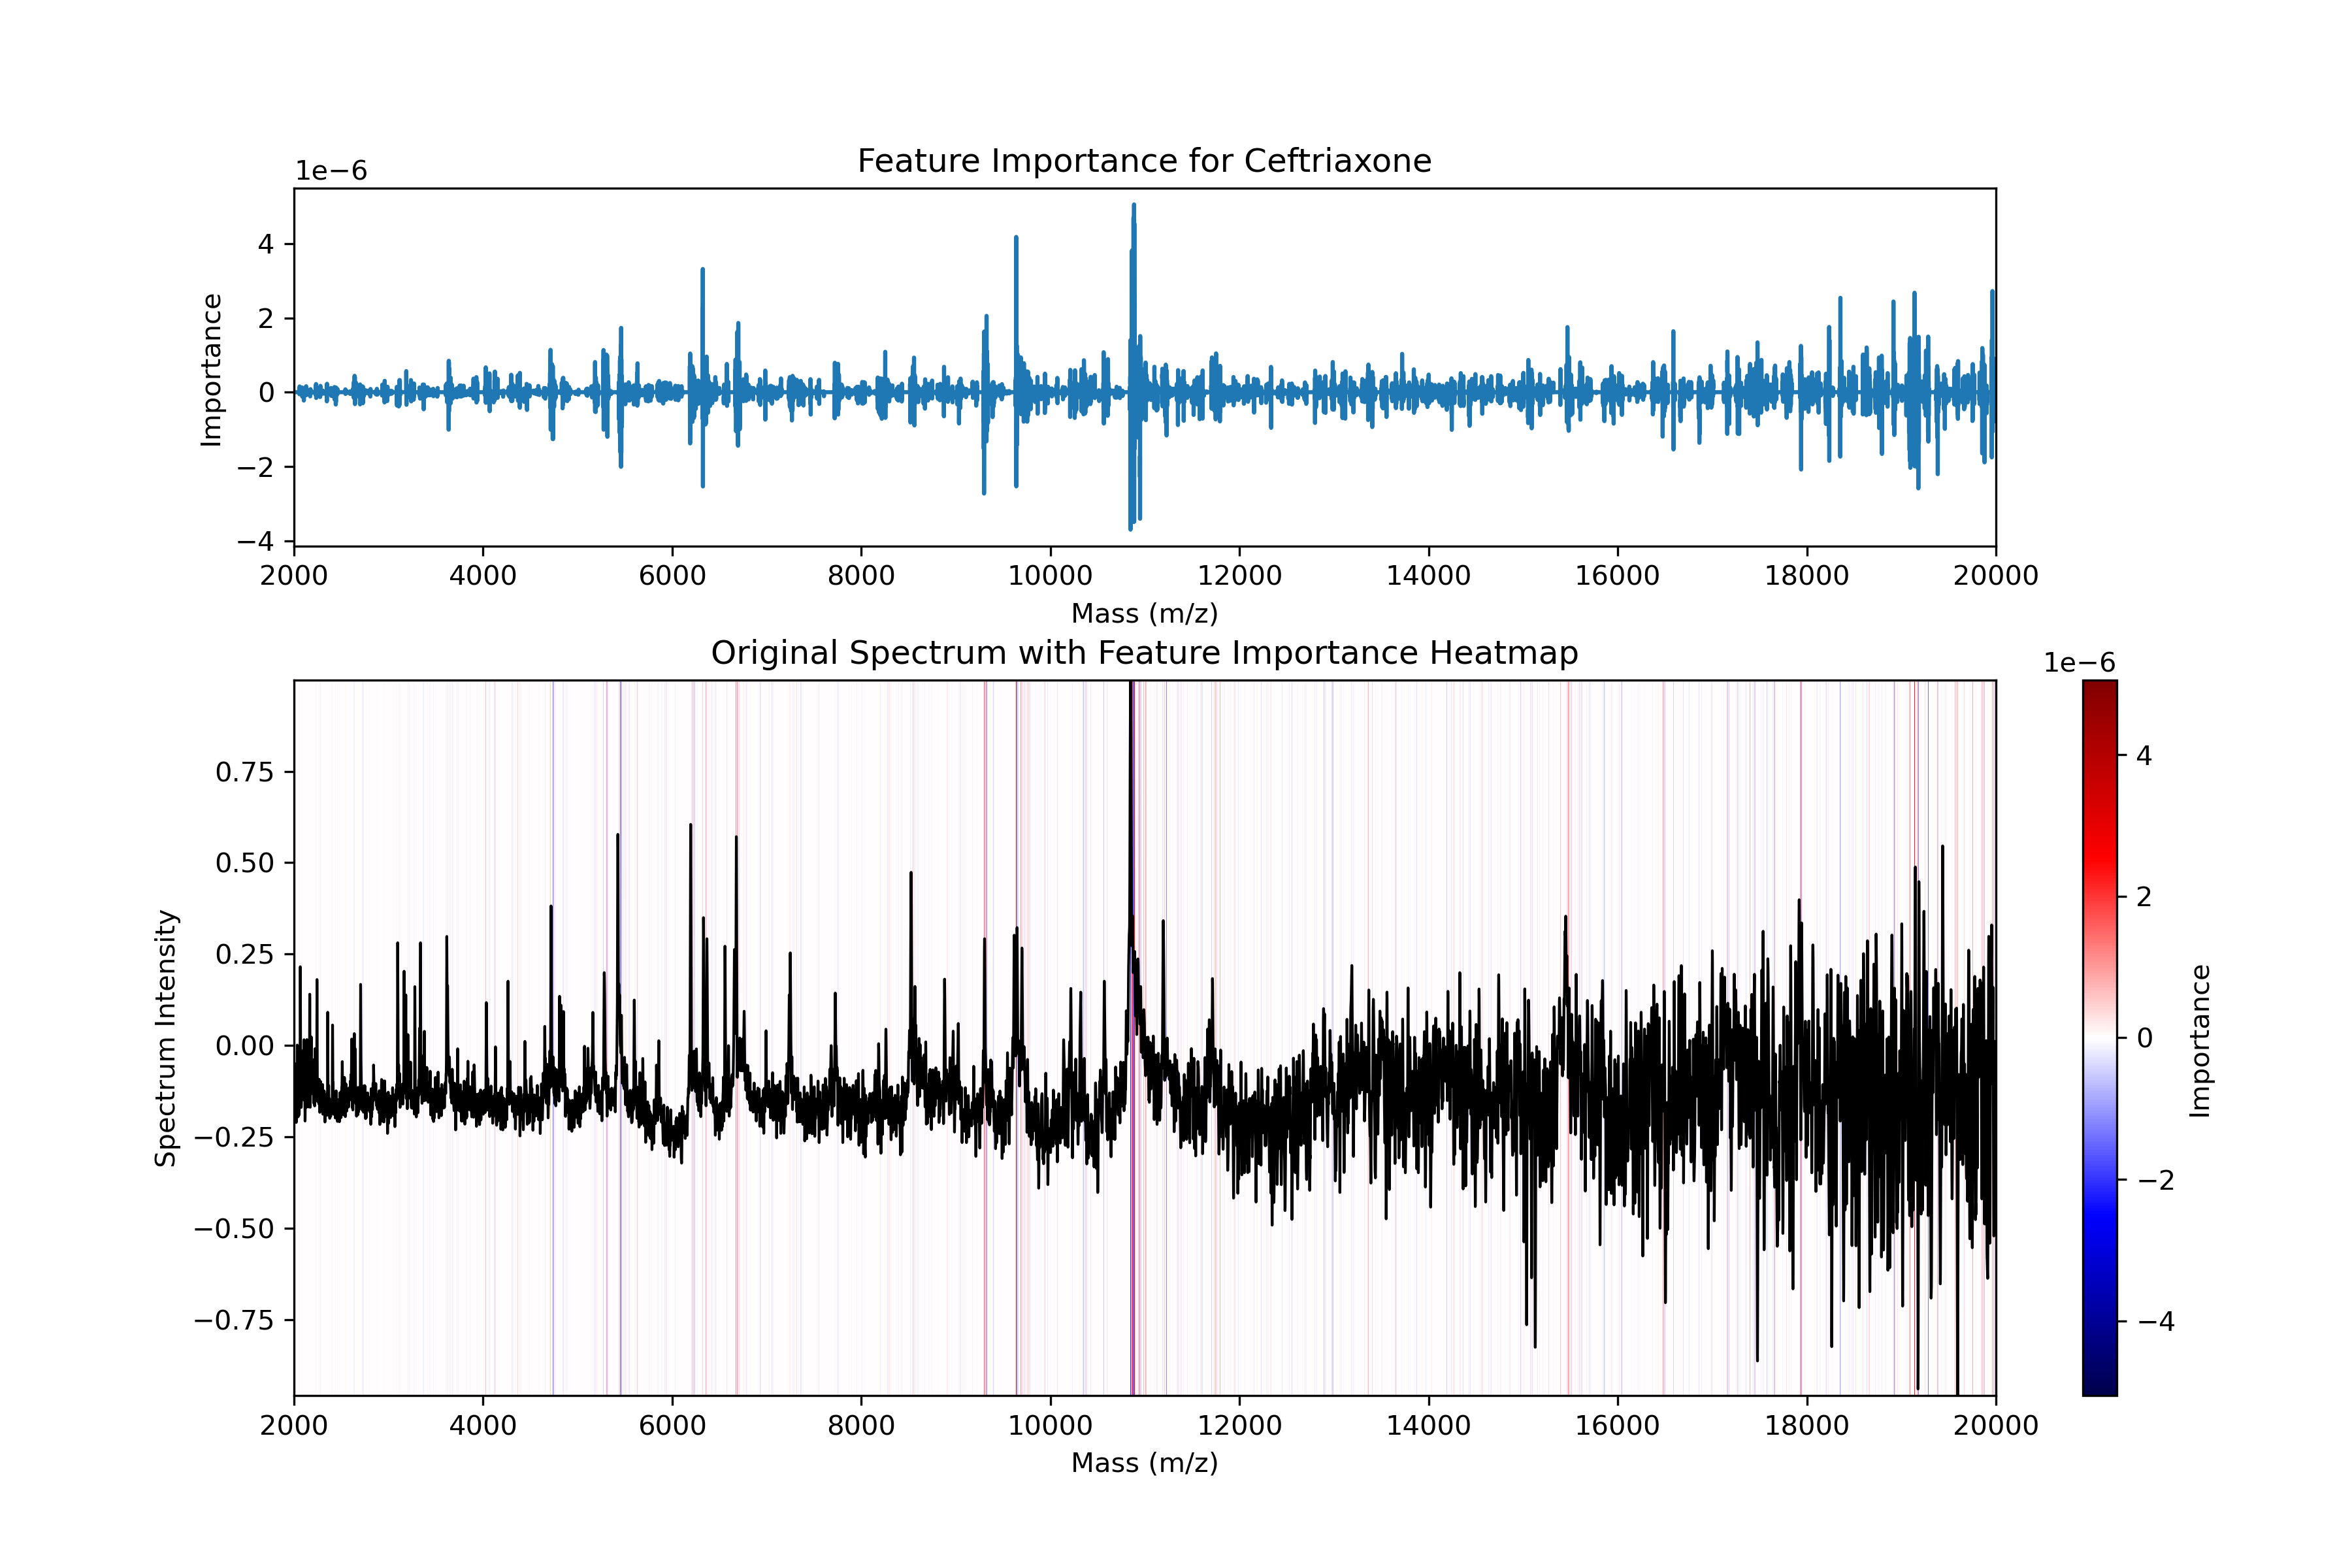 Feature Importance for Ceftriaxone
1e−6
4
2
0
−2
−4
Importance
2000 4000 6000 8000 10000 12000 14000 16000 18000 20000
Mass (m/z)
Original Spectrum with Feature Importance Heatmap
0.75
0.50
0.25
0.00
−0.25
−0.50
−0.75
Spectrum Intensity
2000 4000 6000 8000 10000 12000 14000 16000 18000 20000
Mass (m/z)
1e−6
4
2
0
−2
−4
Importance